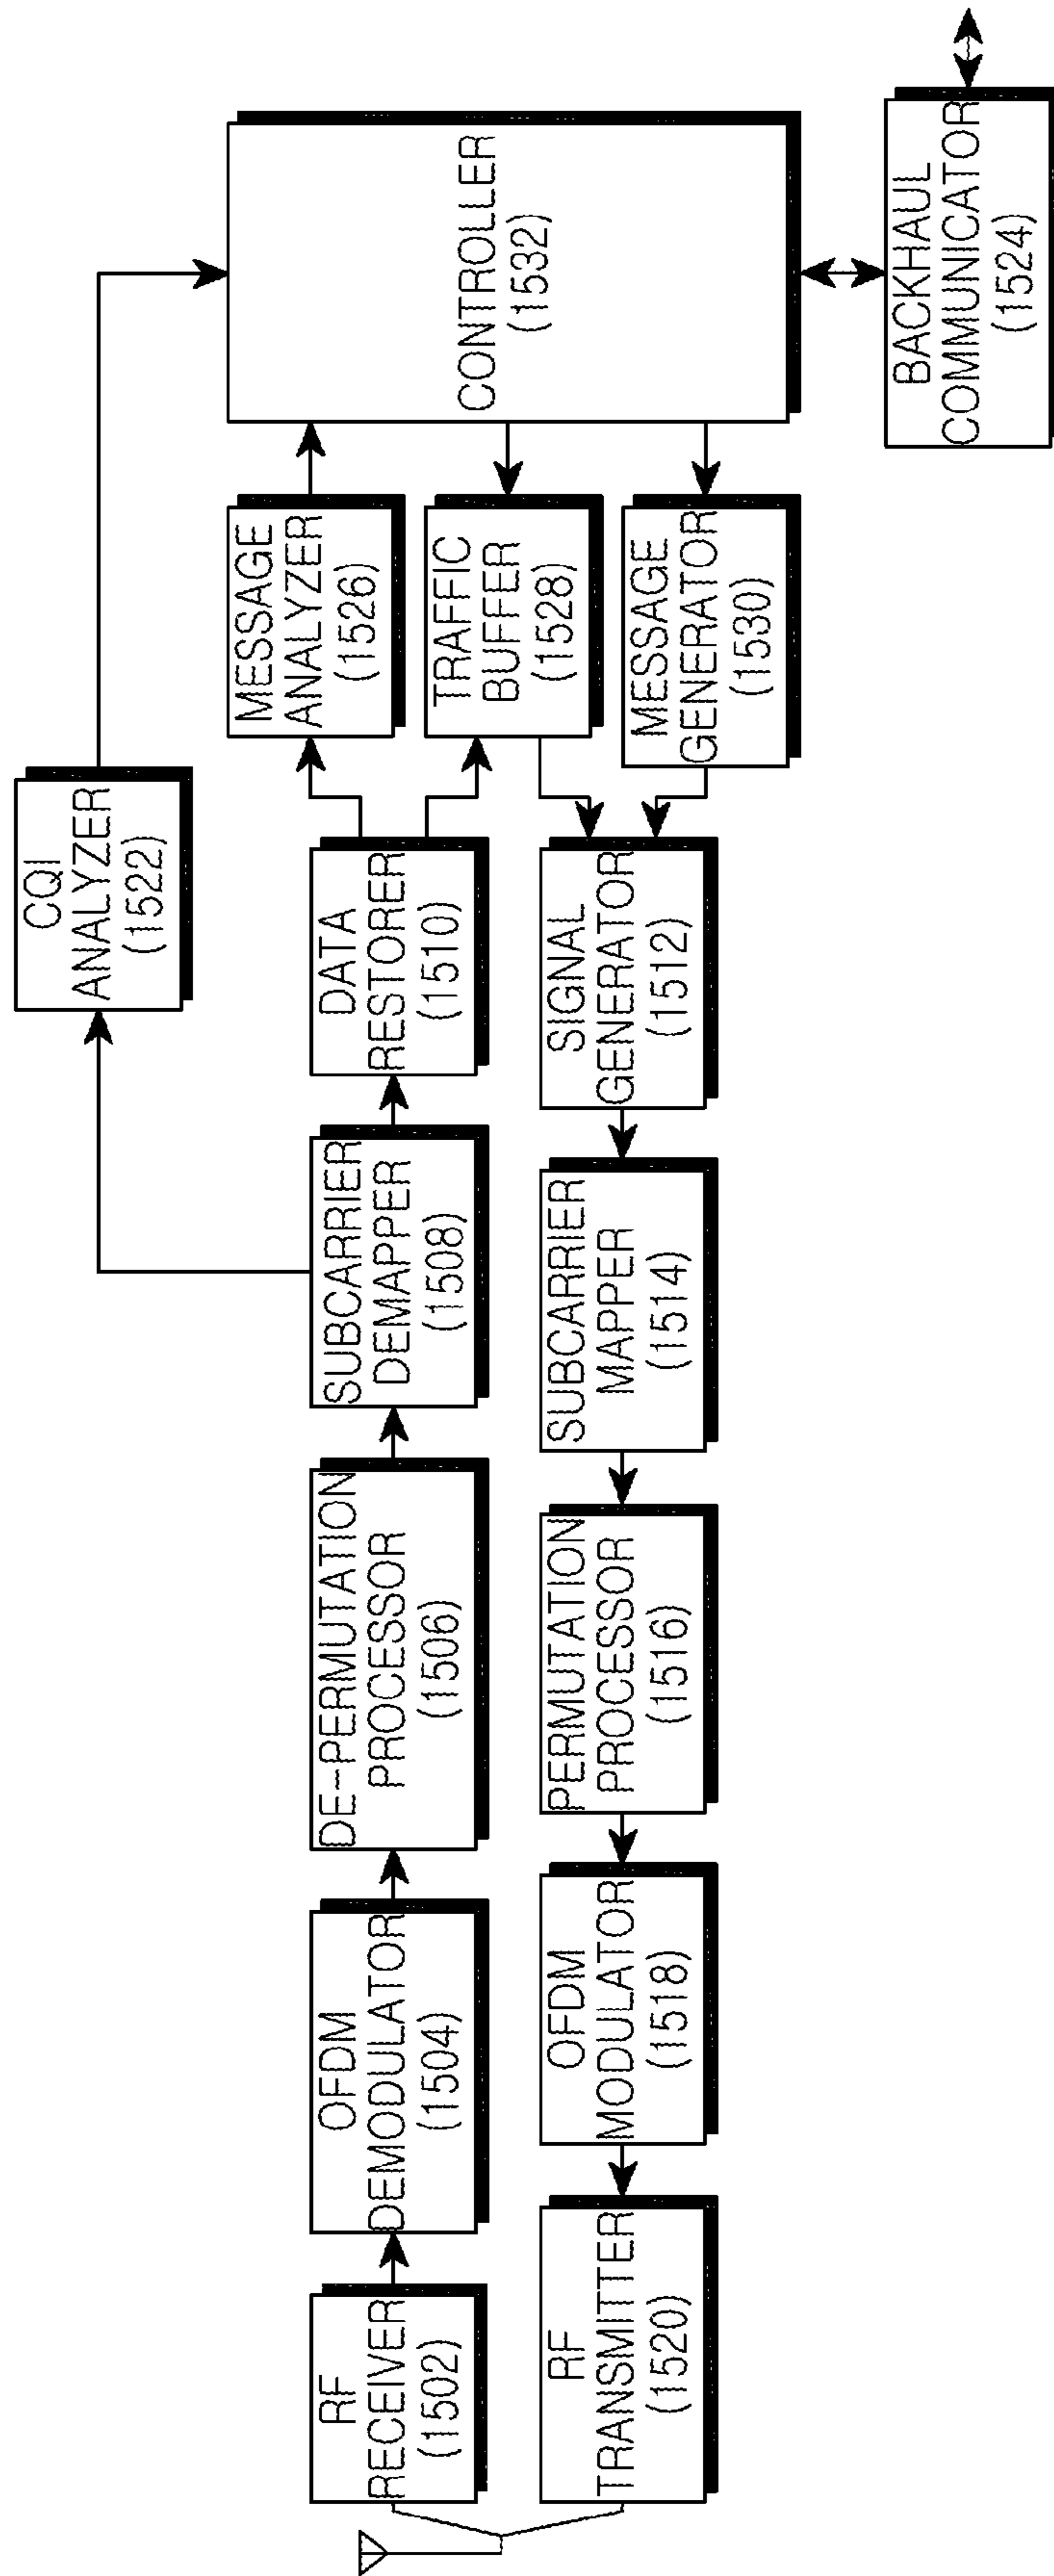 CQI
ANALYZER
(1522)
RF
RECEIVER
(1502)
OFDM
DEMODULATOR
(1504)
DE-PERMUTATION
PROCESSOR
(1506)
SUBCARRIER
DEMAPPER
(1508)
DATA
RESTORER
(1510)
MESSAGE
ANALYZER
(1526)
TRAFFIC
BUFFER
(1528)
MESSAGE
GENERATOR
(1530)
CONTROLLER
(1532)
RF
TRANSMITTER
(1520)
OFDM
MODULATOR
(1518)
PERMUTATION
PROCESSOR
(1516)
SUBCARRIER
MAPPER
(1514)
SIGNAL
GENERATOR
(1512)
BACKHAUL
COMMUNICATOR
(1524)